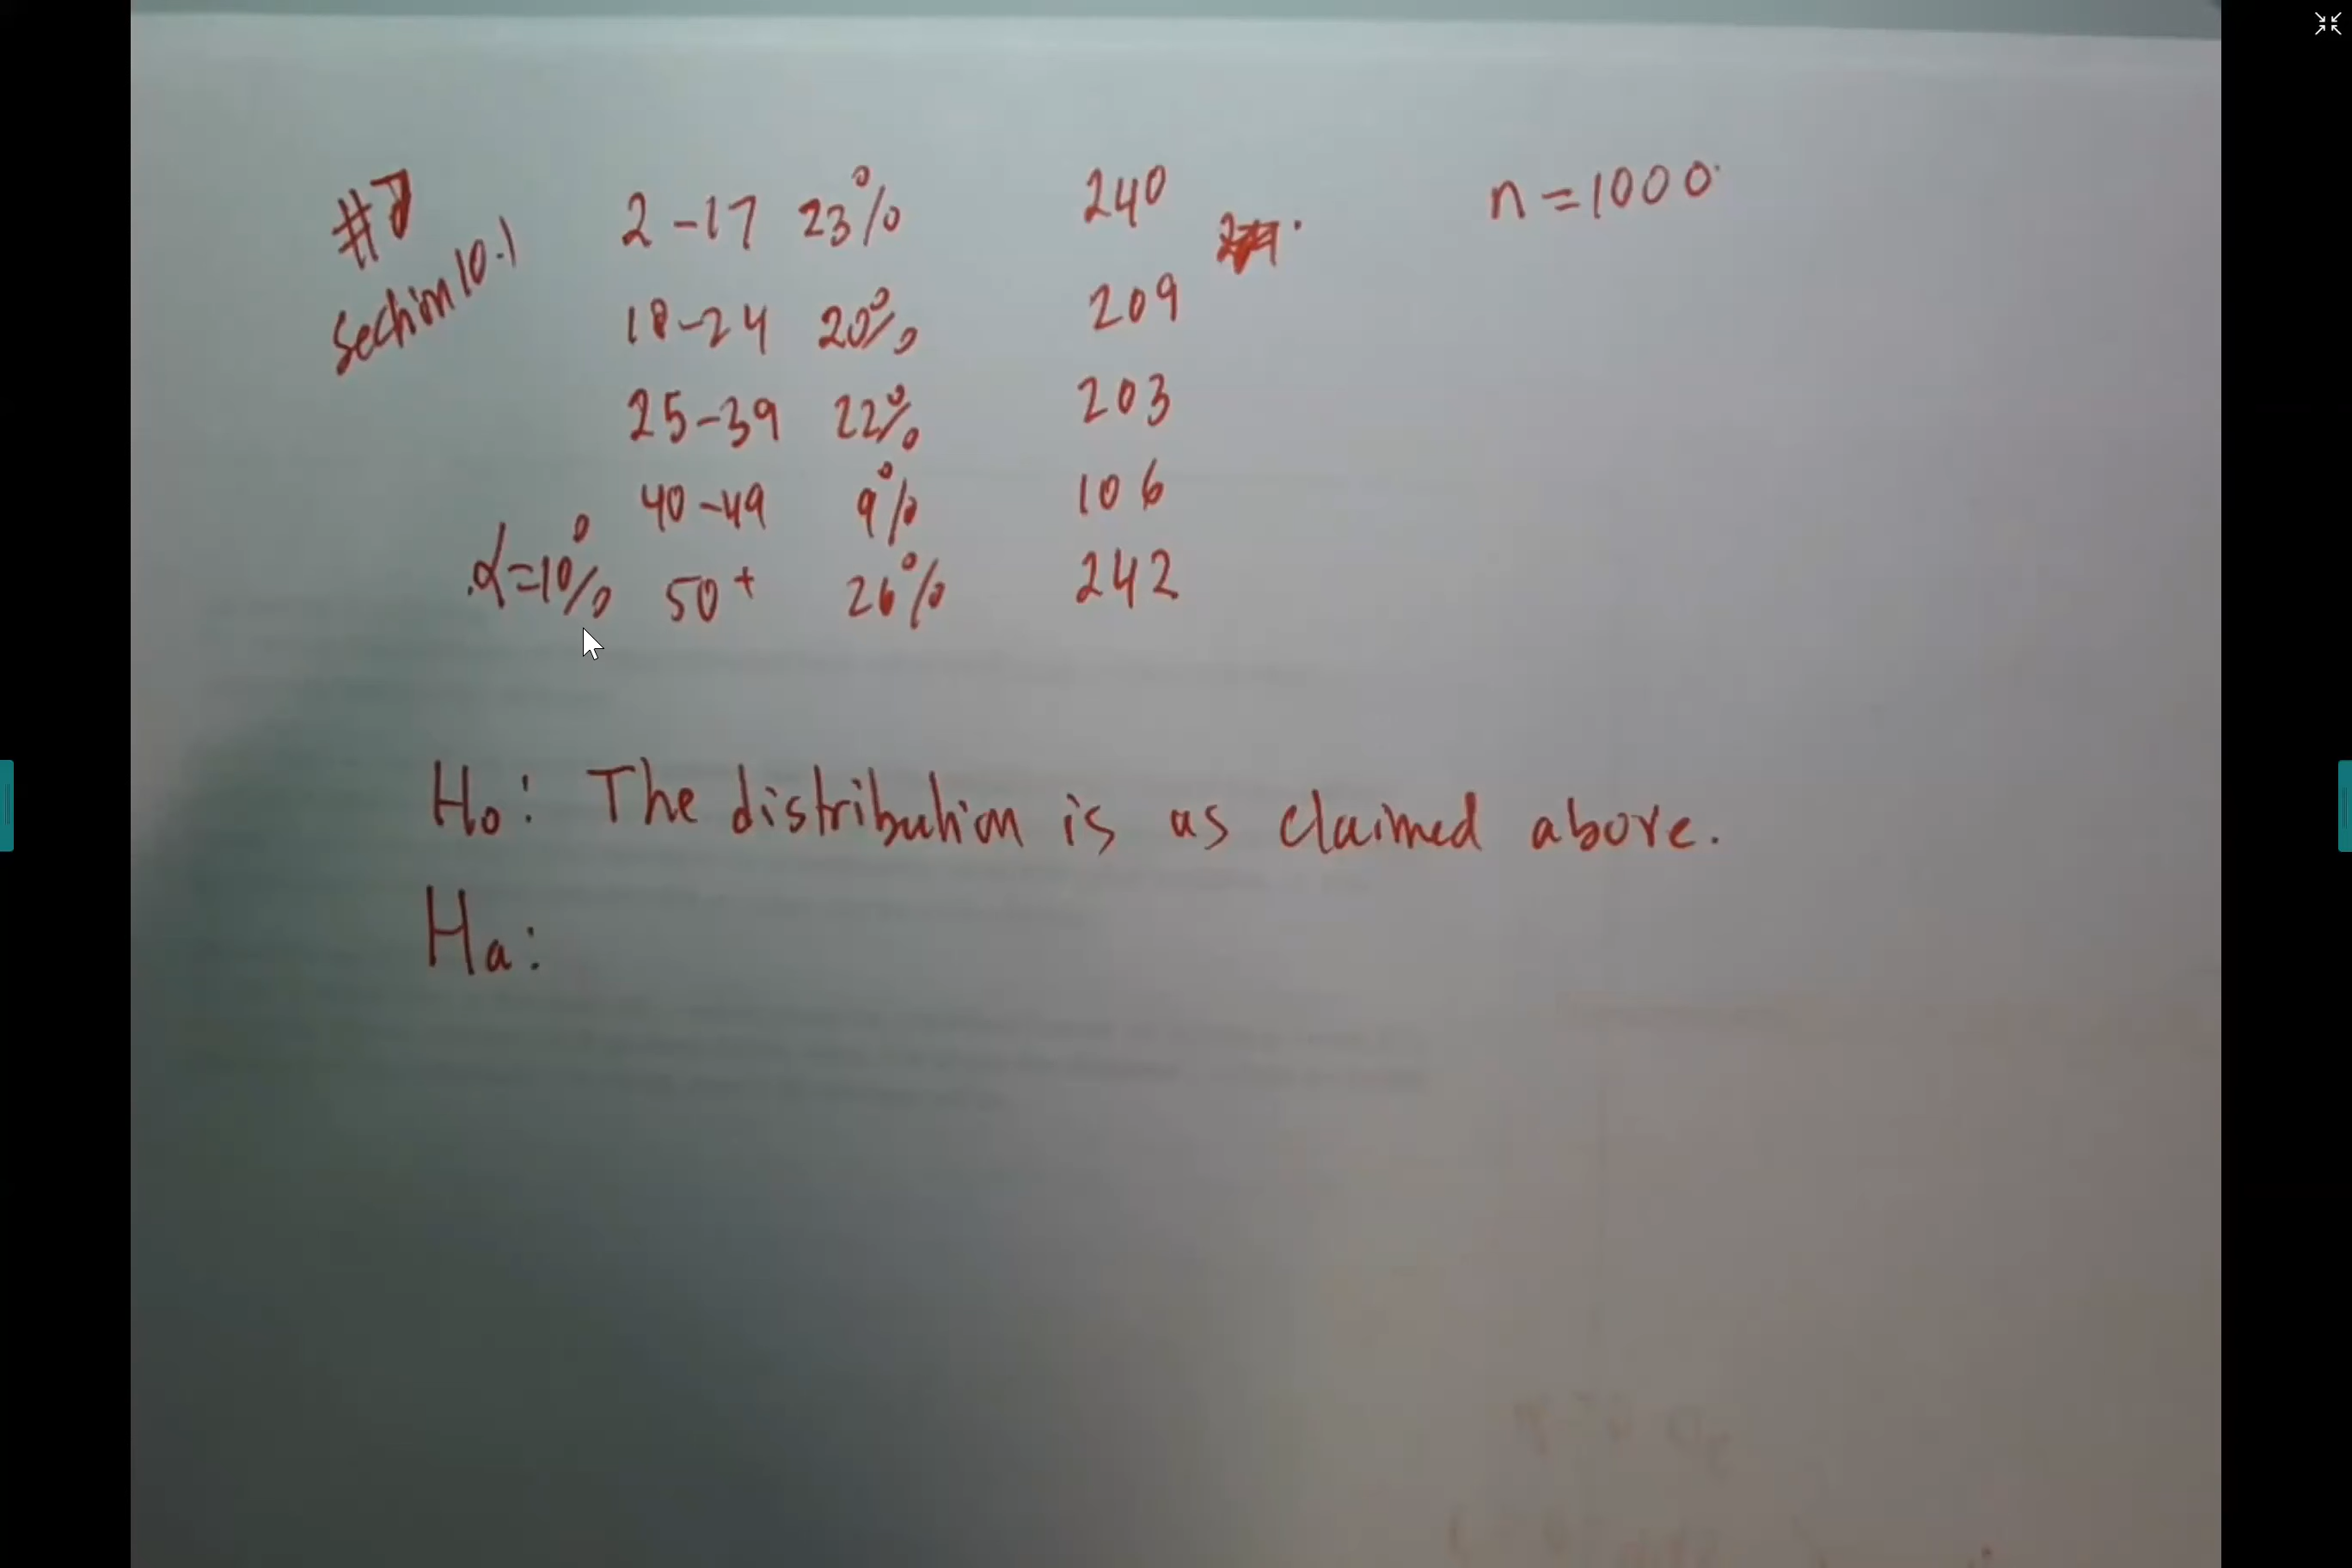 #7
Section 10.1
2-17 23% 240 n=1000
18-24 20% 209
25-39 22% 203
40-49 9% 106
α=10% 50+ 26% 242
Ho: The distribution is as claimed above.
Ha: